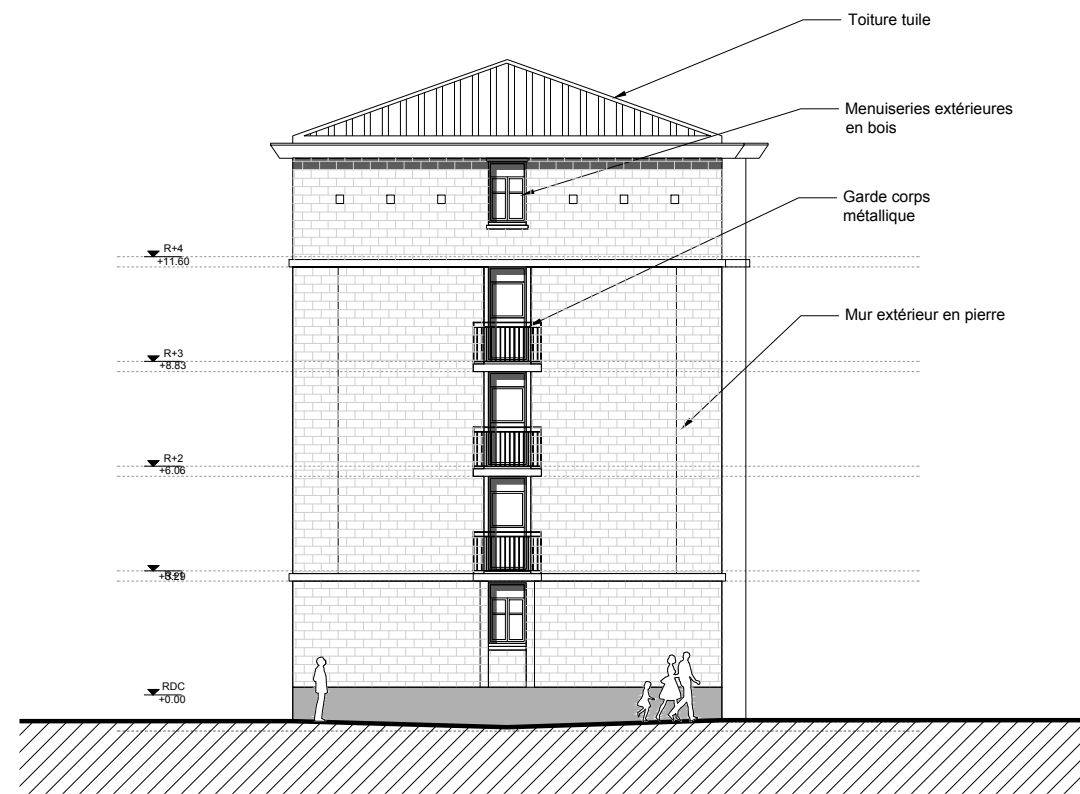 Toiture tuile
Menuiseries extérieures
en bois
Garde corps
métallique
R+4
+11.60
Mur extérieur en pierre
R+3
+8.83
R+2
+6.06
RDC
+0.00